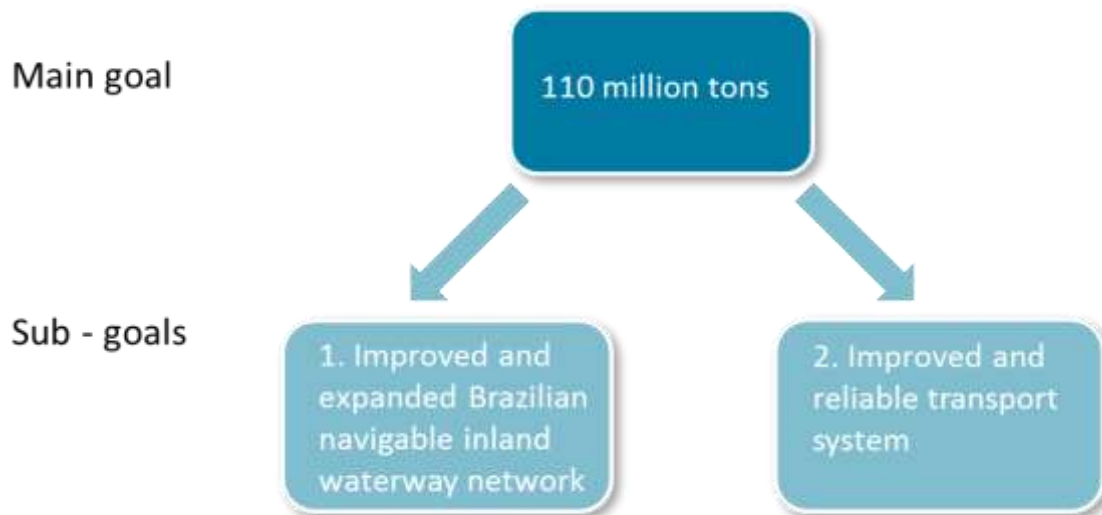 Main goal
110 million tons
Sub - goals
1. Improved and
expanded Brazilian
navigable inland
waterway network
2. Improved and
reliable transport
system